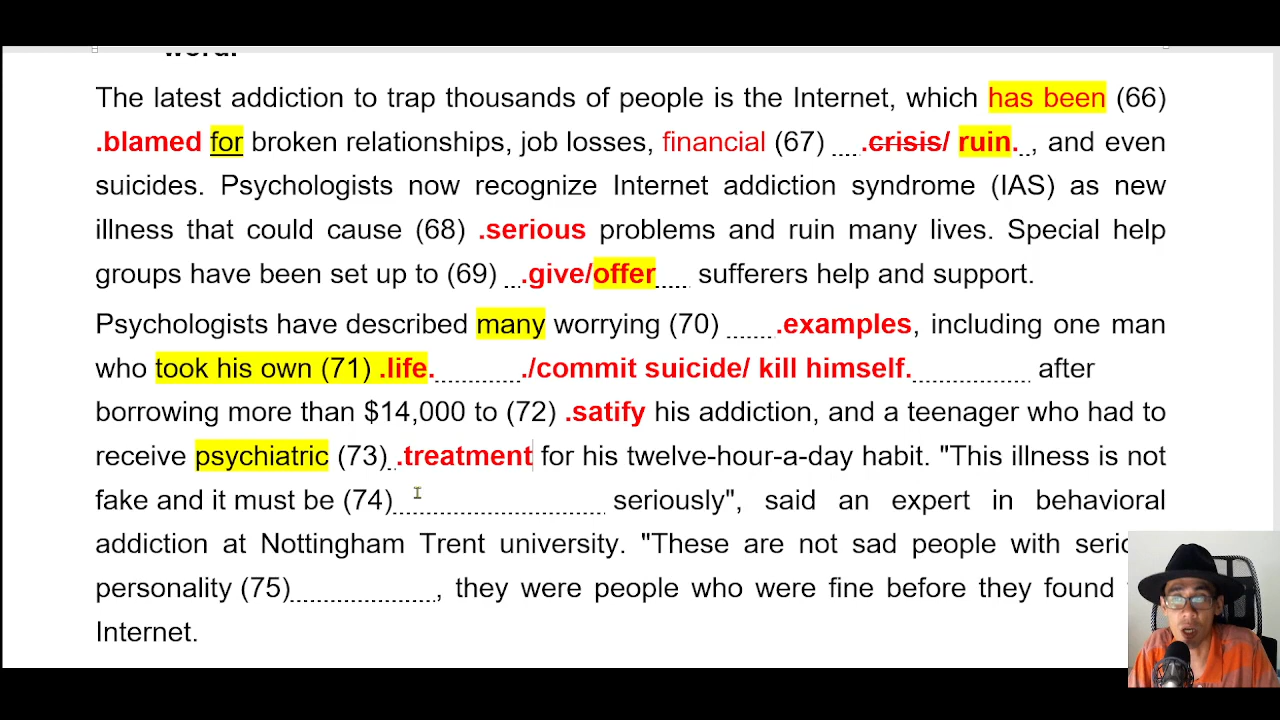 word.
The latest addiction to trap thousands of people is the Internet, which has been (66)
.blamed for broken relationships, job losses, financial (67) ....crisis/ ruin..., and even
suicides. Psychologists now recognize Internet addiction syndrome (IAS) as new
illness that could cause (68) .serious problems and ruin many lives. Special help
groups have been set up to (69) ...give/offer..... sufferers help and support.
Psychologists have described many worrying (70) ......examples, including one man
who took his own (71) .life............./commit suicide/ kill himself................ after
borrowing more than $14,000 to (72) .satify his addiction, and a teenager who had to
receive psychiatric (73)..treatment for his twelve-hour-a-day habit. "This illness is not
fake and it must be (74)............................ seriously", said an expert in behavioral
addiction at Nottingham Trent university. "These are not sad people with
personality (75)...................., they were people who were fine before they found
Internet.